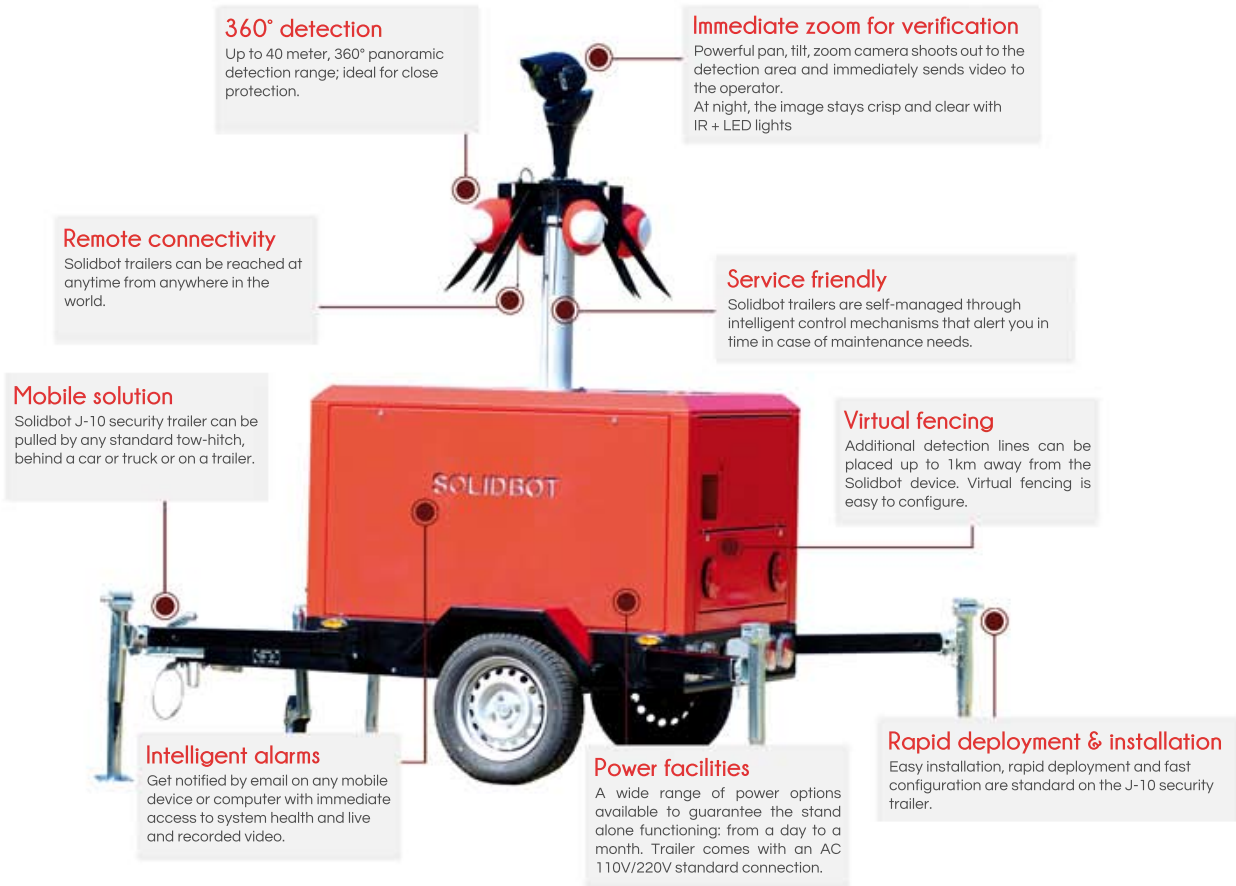 360° detection
Up to 40 meter, 360° panoramic
detection range; ideal for close
protection.
Immediate zoom for verification
Powerful pan, tilt, zoom camera shoots out to the
detection area and immediately sends video to
the operator.
At night, the image stays crisp and clear with
IR + LED lights
Remote connectivity
Solidbot trailers can be reached at
anytime from anywhere in the
world.
Service friendly
Solidbot trailers are self-managed through
intelligent control mechanisms that alert you in
time in case of maintenance needs.
Mobile solution
Solidbot J-10 security trailer can be
pulled by any standard tow-hitch,
behind a car or truck or on a trailer.
Virtual fencing
Additional detection lines can be
placed up to 1km away from the
Solidbot device. Virtual fencing is
easy to configure.
SOLIDBOT
Intelligent alarms
Get notified by email on any mobile
device or computer with immediate
access to system health and live
and recorded video.
Power facilities
A wide range of power options
available to guarantee the stand
alone functioning: from a day to a
month. Trailer comes with an AC
110V/220V standard connection.
Rapid deployment & installation
Easy installation, rapid deployment and fast
configuration are standard on the J-10 security
trailer.